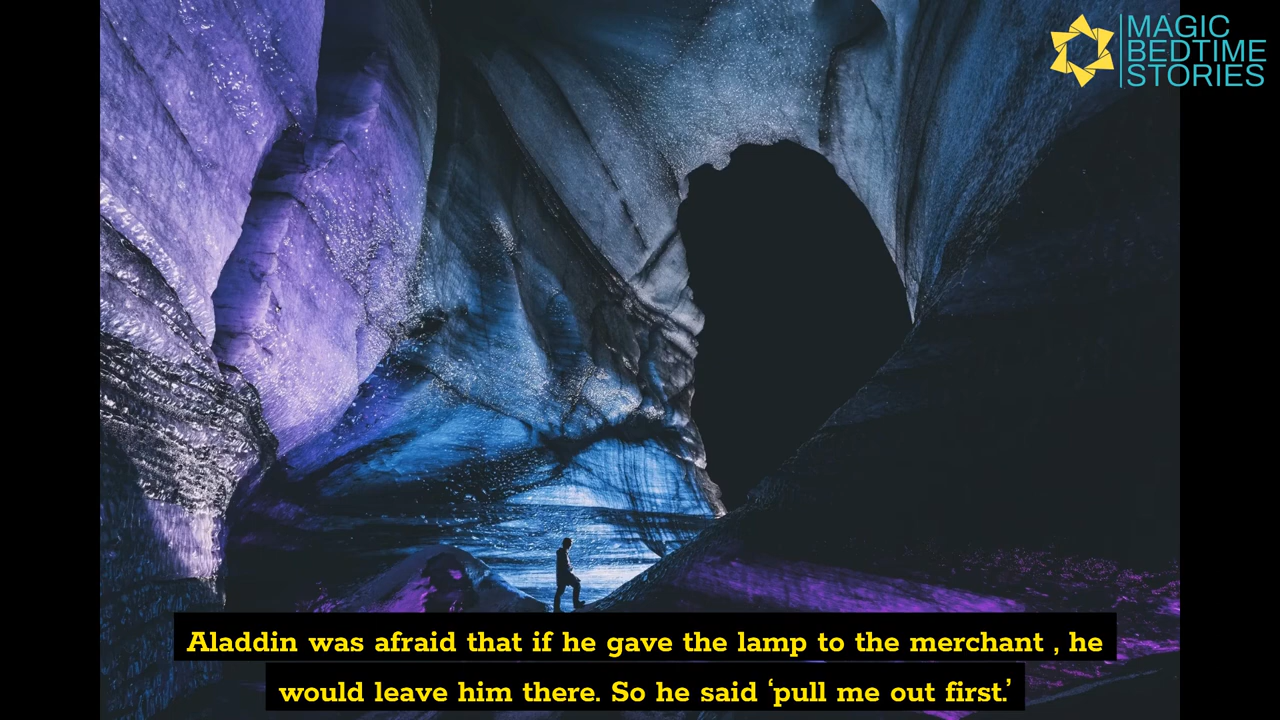 MAGIC
BEDTIME
STORIES
Aladdin was afraid that if he gave the lamp to the merchant , he
would leave him there. So he said ‘pull me out first.’